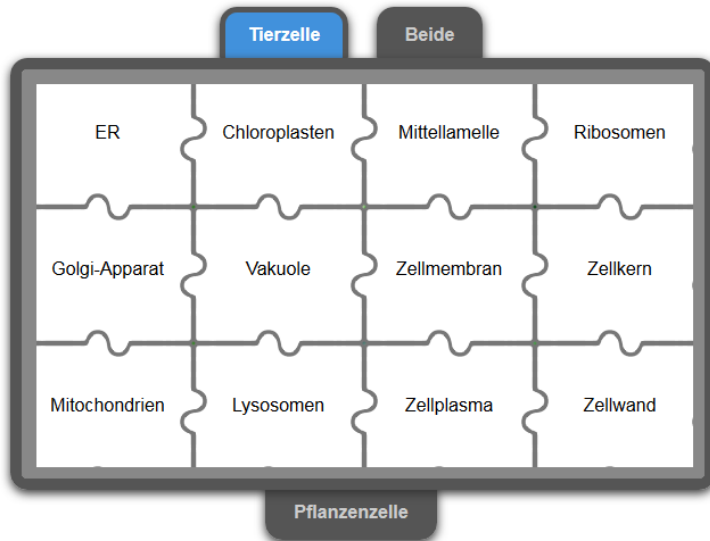 Tierzelle Beide
ER Chloroplasten Mittellamelle Ribosomen
Golgi-Apparat Vakuole Zellmembran Zellkern
Mitochondrien Lysosomen Zellplasma Zellwand
Pflanzenzelle